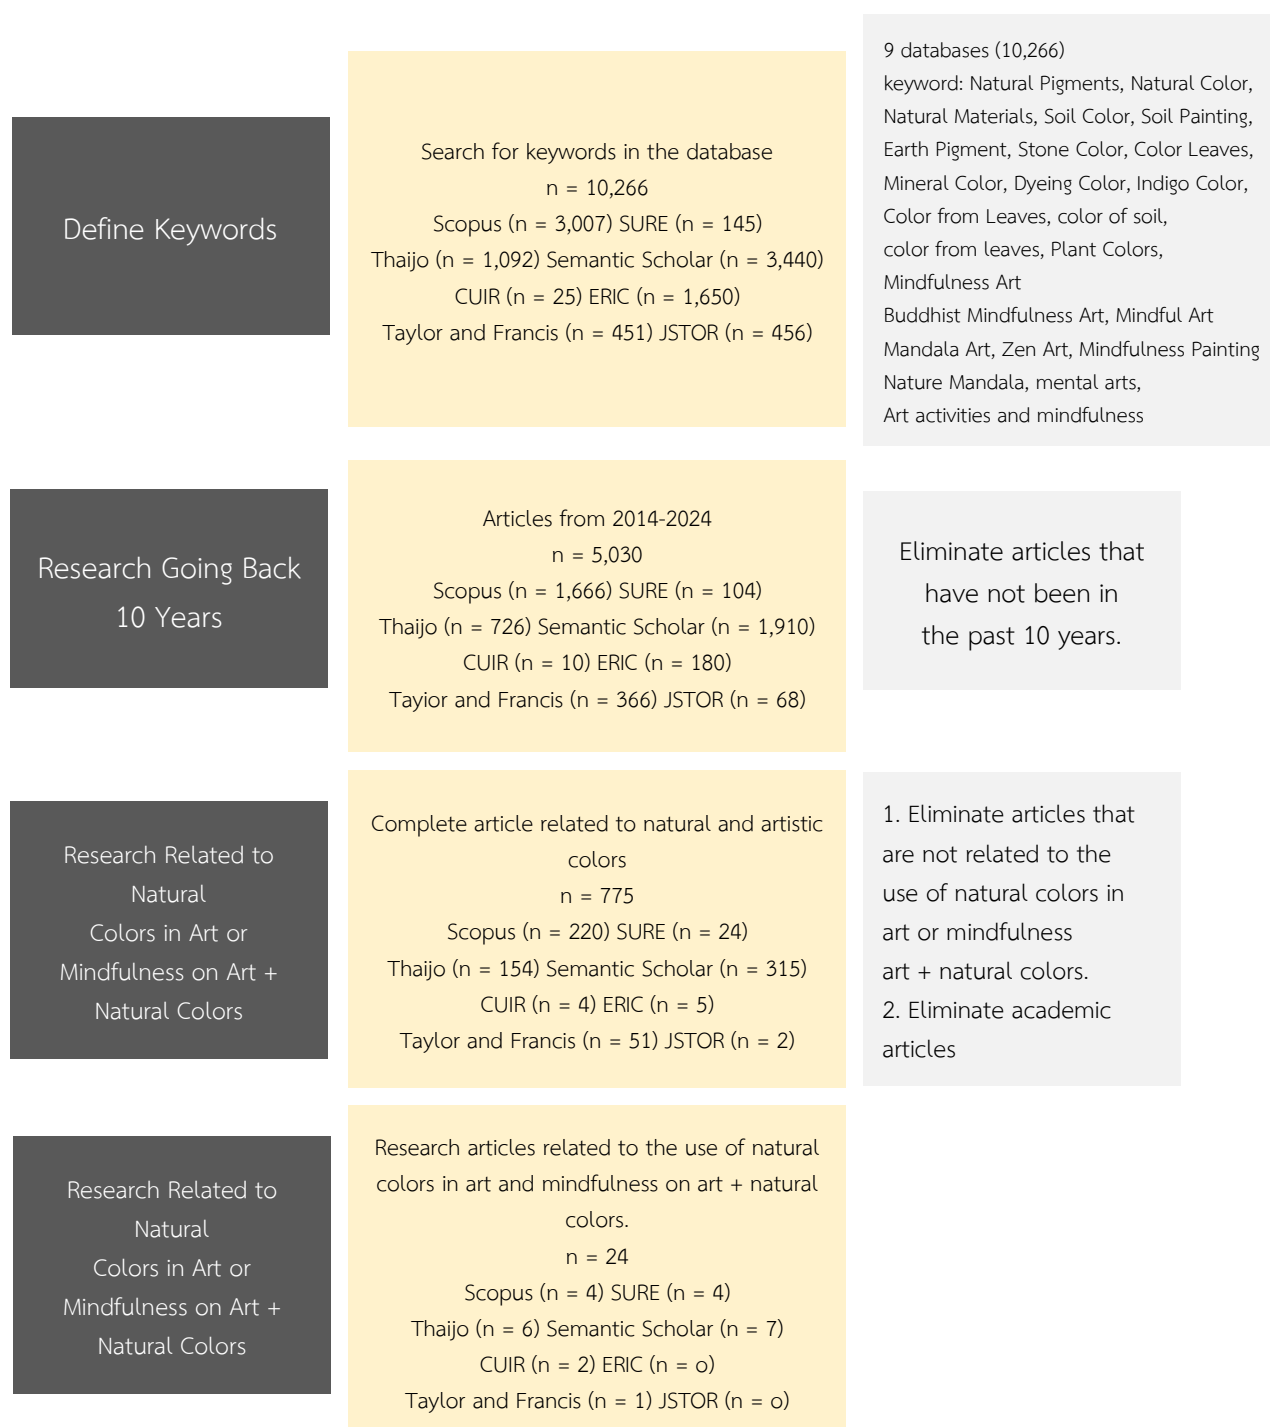 Define Keywords
Search for keywords in the database
n = 10,266
Scopus (n = 3,007) SURE (n = 145)
Thaijo (n = 1,092) Semantic Scholar (n = 3,440)
CUIR (n = 25) ERIC (n = 1,650)
Taylor and Francis (n = 451) JSTOR (n = 456)
9 databases (10,266)
keyword: Natural Pigments, Natural Color,
Natural Materials, Soil Color, Soil Painting,
Earth Pigment, Stone Color, Color Leaves,
Mineral Color, Dyeing Color, Indigo Color,
Color from Leaves, color of soil,
color from leaves, Plant Colors,
Mindfulness Art
Buddhist Mindfulness Art, Mindful Art
Mandala Art, Zen Art, Mindfulness Painting
Nature Mandala, mental arts,
Art activities and mindfulness
Research Going Back
10 Years
Articles from 2014-2024
n = 5,030
Scopus (n = 1,666) SURE (n = 104)
Thaijo (n = 726) Semantic Scholar (n = 1,910)
CUIR (n = 10) ERIC (n = 180)
Tayior and Francis (n = 366) JSTOR (n = 68)
Eliminate articles that
have not been in
the past 10 years.
Research Related to
Natural
Colors in Art or
Mindfulness on Art +
Natural Colors
Complete article related to natural and artistic
colors
n = 775
Scopus (n = 220) SURE (n = 24)
Thaijo (n = 154) Semantic Scholar (n = 315)
CUIR (n = 4) ERIC (n = 5)
Taylor and Francis (n = 51) JSTOR (n = 2)
1. Eliminate articles that
are not related to the
use of natural colors in
art or mindfulness
art + natural colors.
2. Eliminate academic
articles
Research Related to
Natural
Colors in Art or
Mindfulness on Art +
Natural Colors
Research articles related to the use of natural
colors in art and mindfulness on art + natural
colors.
n = 24
Scopus (n = 4) SURE (n = 4)
Thaijo (n = 6) Semantic Scholar (n = 7)
CUIR (n = 2) ERIC (n = o)
Taylor and Francis (n = 1) JSTOR (n = o)